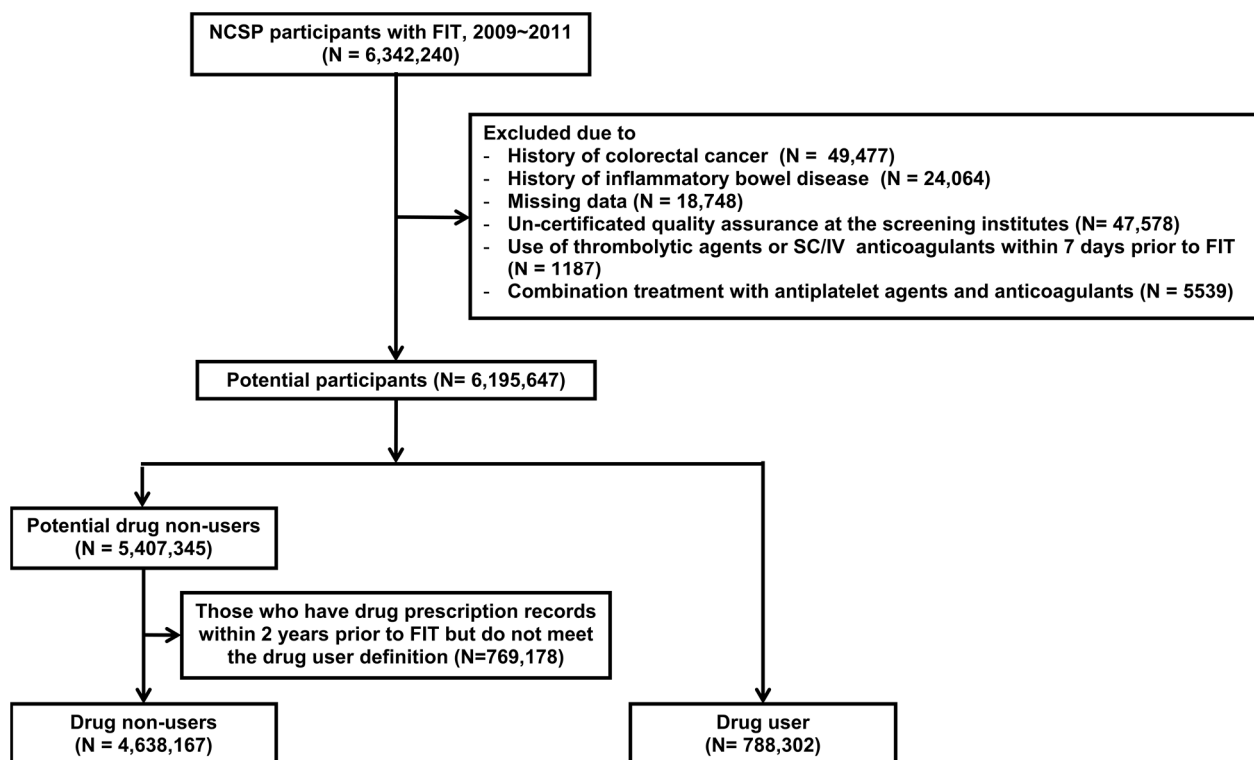 NCSP participants with FIT, 2009~2011
(N = 6,342,240)
Excluded due to
- History of colorectal cancer (N = 49,477)
- History of inflammatory bowel disease (N = 24,064)
- Missing data (N = 18,748)
- Un-certificated quality assurance at the screening institutes (N= 47,578)
- Use of thrombolytic agents or SC/IV anticoagulants within 7 days prior to FIT
(N = 1187)
- Combination treatment with antiplatelet agents and anticoagulants (N = 5539)
Potential participants (N= 6,195,647)
Potential drug non-users
(N = 5,407,345)
Those who have drug prescription records
within 2 years prior to FIT but do not meet
the drug user definition (N=769,178)
Drug non-users
(N = 4,638,167)
Drug user
(N= 788,302)